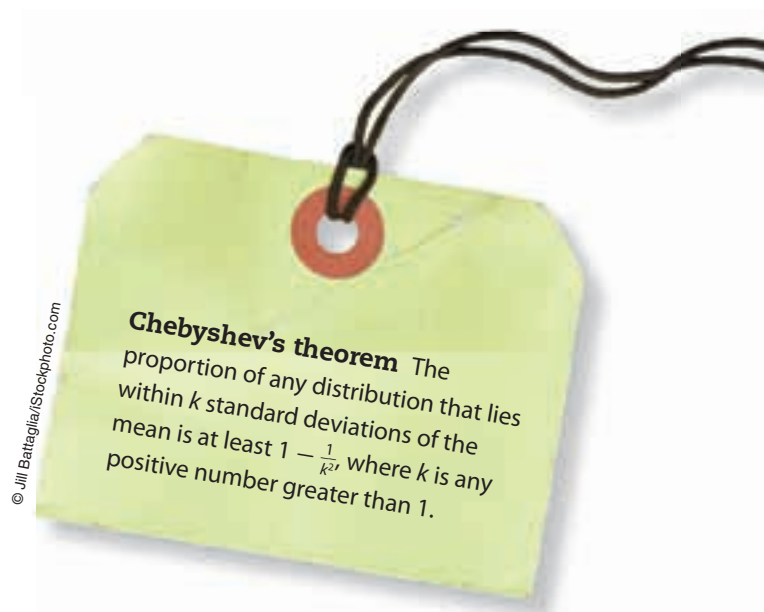 Chebyshev’s theorem The
proportion of any distribution that lies
within k standard deviations of the
mean is at least 1 − 1/k², where k is any
positive number greater than 1.
© Jill Battaglia/iStockphoto.com